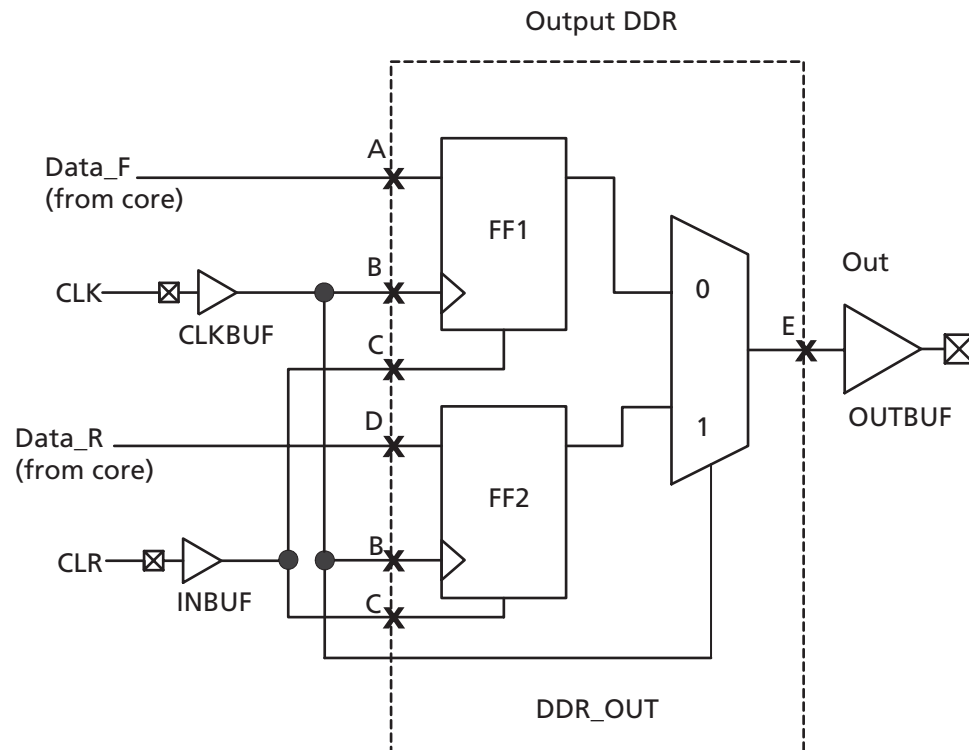 Output DDR
A
Data_F
(from core)
FF1
B
Out
CLK
0
CLKBUF
E
C
D
1
OUTBUF
Data_R
(from core)
FF2
B
CLR
INBUF
C
DDR_OUT